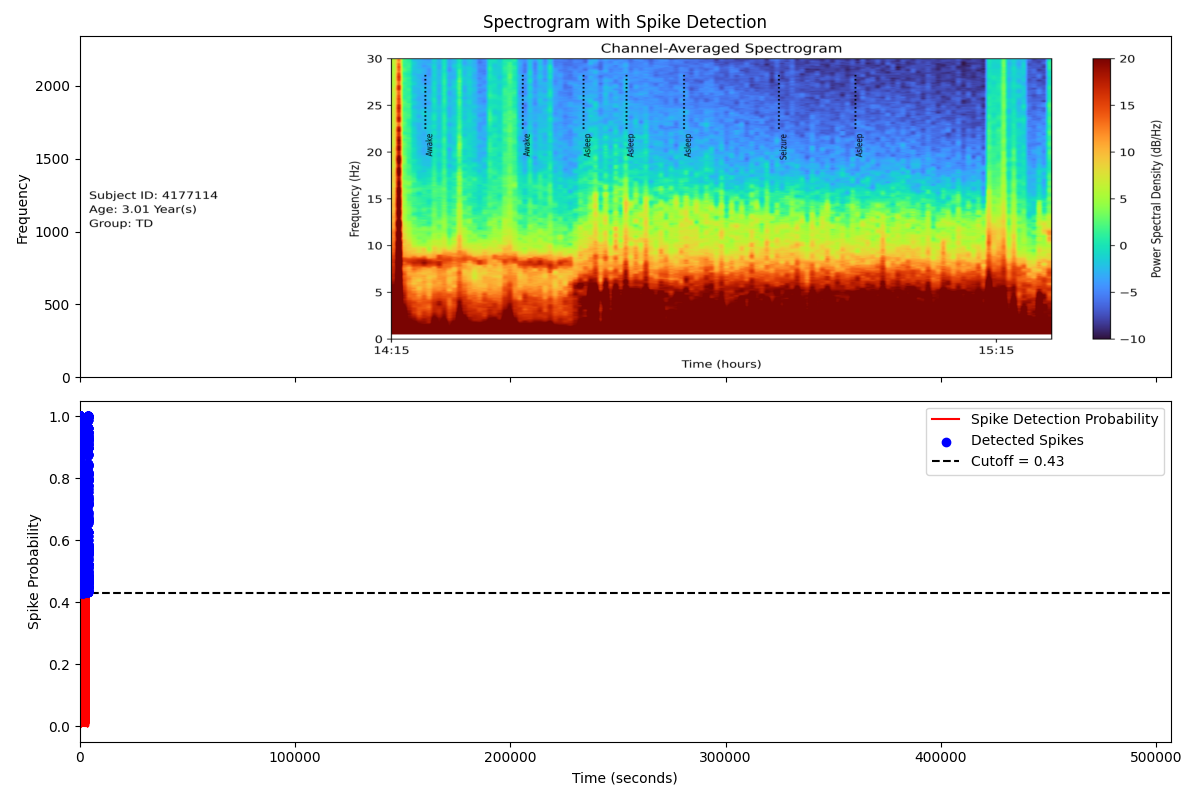 Spectrogram with Spike Detection
Channel-Averaged Spectrogram
Frequency
2000
1500
1000
500
0
Subject ID: 4177114
Age: 3.01 Year(s)
Group: TD
Frequency (Hz)
30
25
20
15
10
5
0
Awake
Awake
Asleep
Asleep
Asleep
Seizure
Asleep
14:15
15:15
Time (hours)
20
15
10
5
0
−5
−10
Power Spectral Density (dB/Hz)
Spike Probability
1.0
0.8
0.6
0.4
0.2
0.0
Spike Detection Probability
Detected Spikes
Cutoff = 0.43
0
100000
200000
300000
400000
500000
Time (seconds)